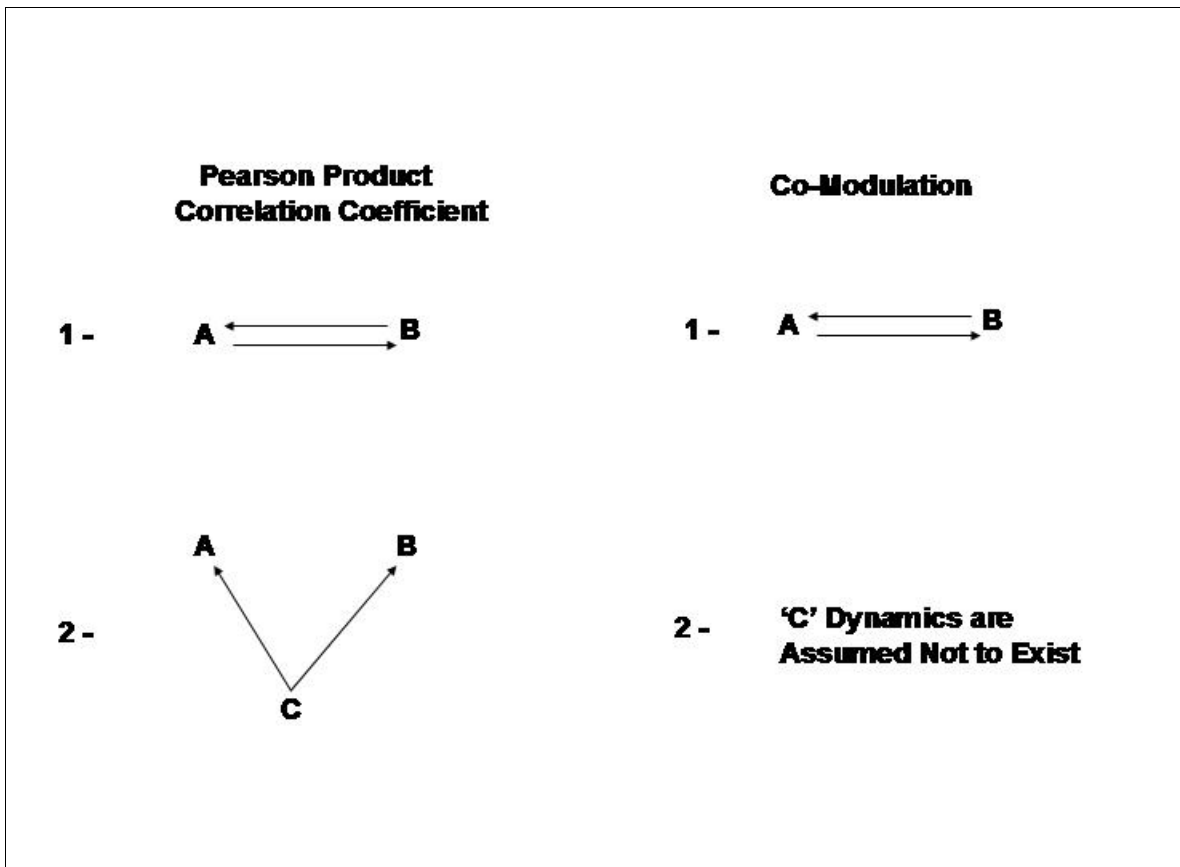 Pearson Product
Correlation Coefficient
1 -
A
B
2 -
A
B
C
Co-Modulation
1 -
A
B
2 -
‘C’ Dynamics are
Assumed Not to Exist